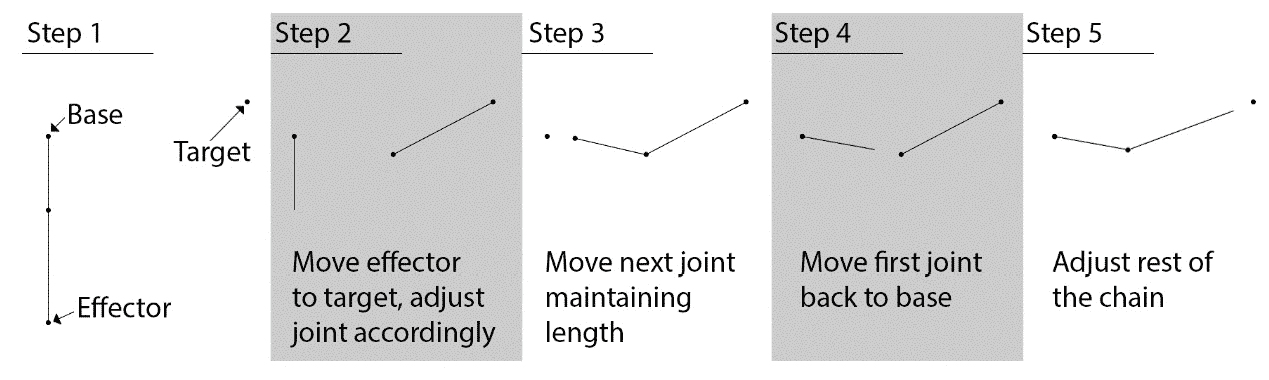 Step 1
Base
Target
Effector
Step 2
Move effector
to target, adjust
joint accordingly
Step 3
Move next joint
maintaining
length
Step 4
Move first joint
back to base
Step 5
Adjust rest of
the chain